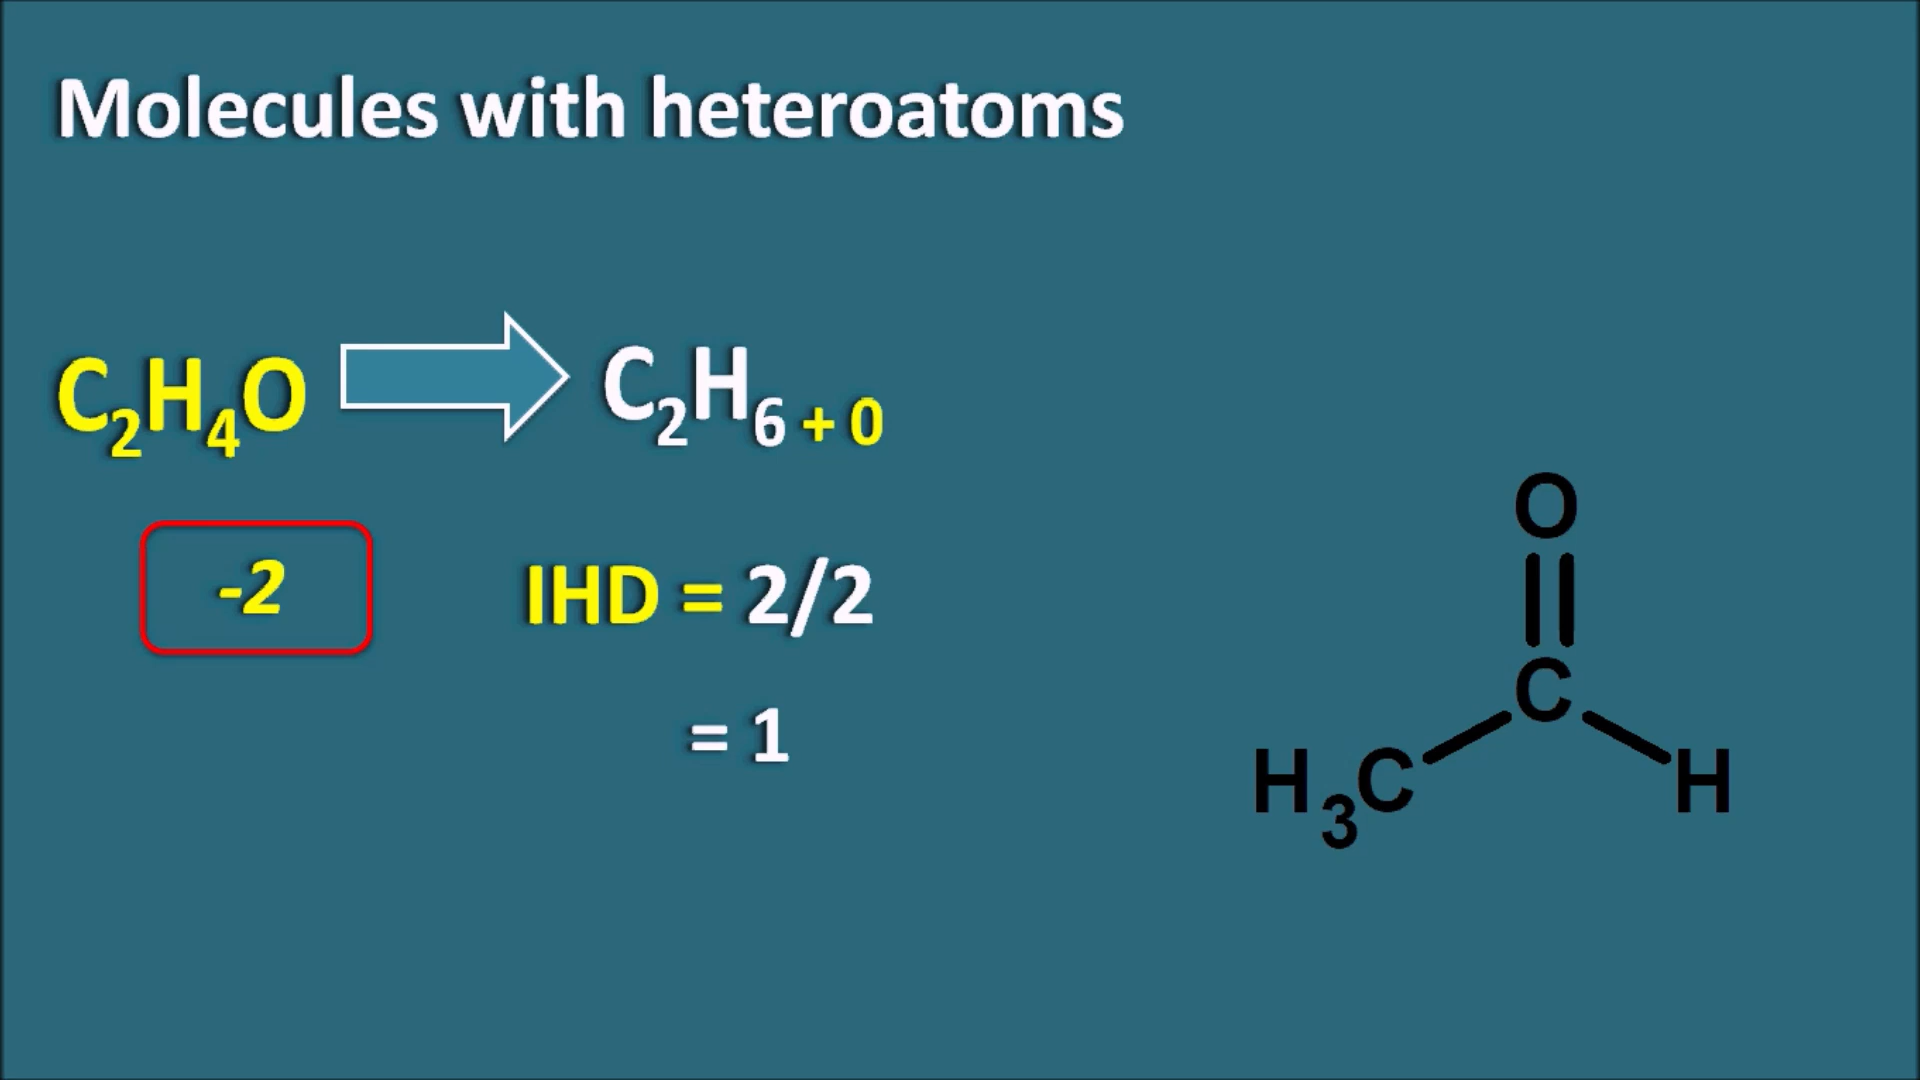 Molecules with heteroatoms
C₂H₄O C₂H₆ + 0
-2 IHD = 2/2
= 1
O
C
H₃C H